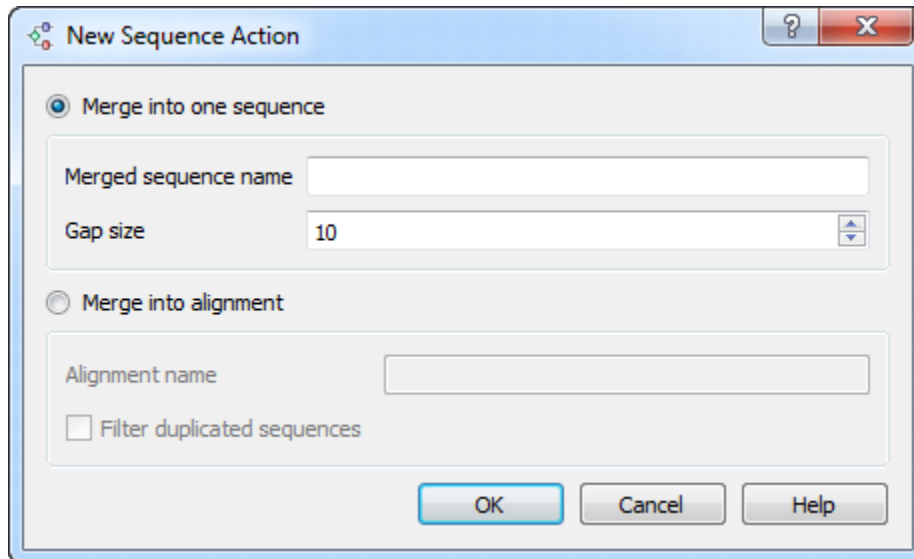 New Sequence Action
Merge into one sequence
Merged sequence name
Gap size 10
Merge into alignment
Alignment name
Filter duplicated sequences
OK Cancel Help